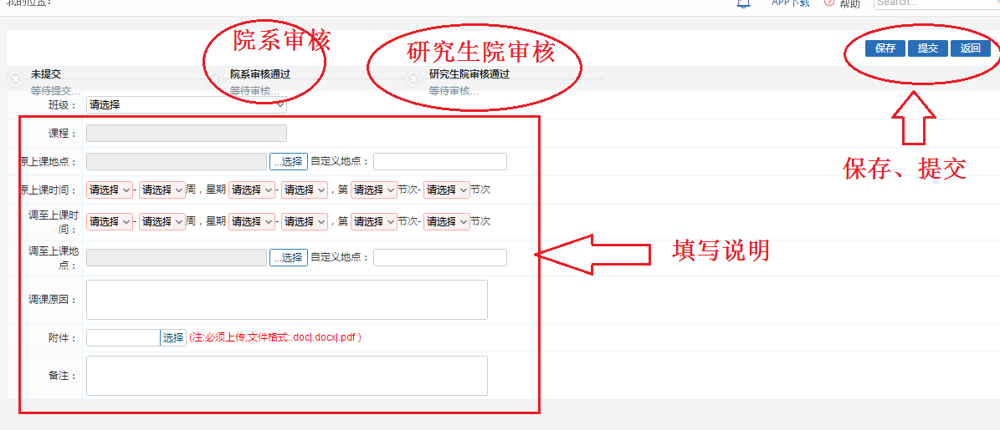 我的位置：
APP下载 帮助 Search...
院系审核
研究生院审核
保存 提交 返回
未提交 院系审核通过 研究生院审核通过
等待提交... 等待审核... 等待审核...
班级： 请选择
课程：
原上课地点： ...选择 自定义地点：
原上课时间： 请选择 - 请选择 周，星期 请选择 - 请选择 ，第 请选择 节次- 请选择 节次
调至上课时
间： 请选择 - 请选择 周，星期 请选择 - 请选择 ，第 请选择 节次- 请选择 节次
调至上课地
点： ...选择 自定义地点：
保存、提交
填写说明
调课原因：
附件： 选择 (注:必须上传,文件格式:.doc|.docx|.pdf )
备注：